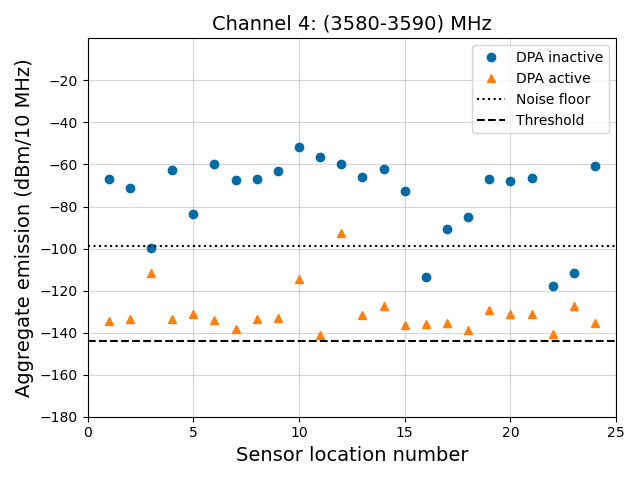 Channel 4: (3580-3590) MHz
DPA inactive
DPA active
Noise floor
Threshold
Aggregate emission (dBm/10 MHz)
−20
−40
−60
−80
−100
−120
−140
−160
−180
0
5
10
15
20
25
Sensor location number